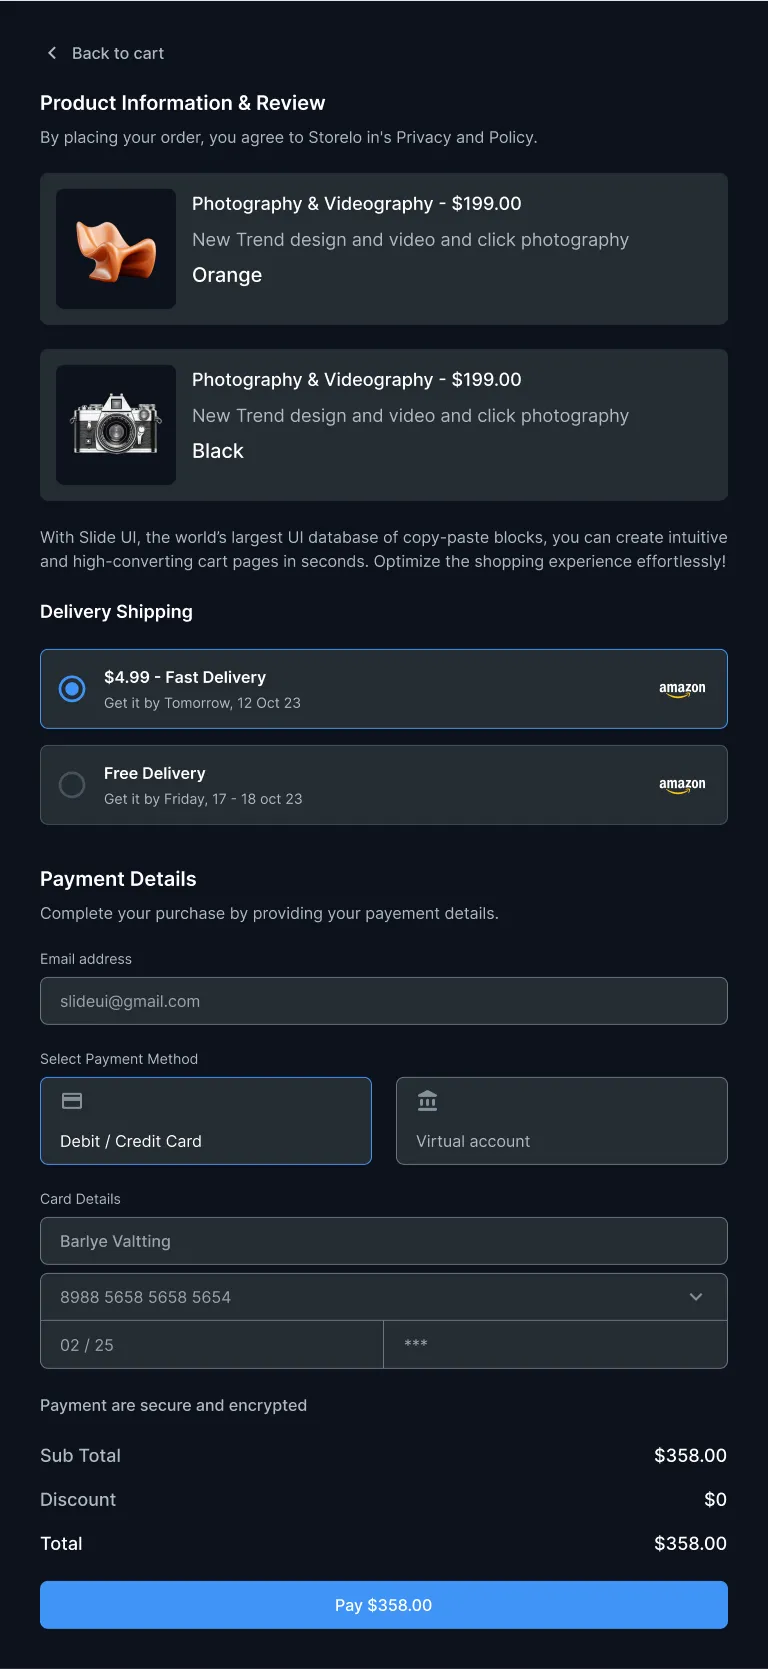 Back to cart
Product Information & Review
By placing your order, you agree to Storelo in's Privacy and Policy.
Photography & Videography - $199.00
New Trend design and video and click photography
Orange
Photography & Videography - $199.00
New Trend design and video and click photography
Black
With Slide UI, the world’s largest UI database of copy-paste blocks, you can create intuitive
and high-converting cart pages in seconds. Optimize the shopping experience effortlessly!
Delivery Shipping
$4.99 - Fast Delivery
Get it by Tomorrow, 12 Oct 23
amazon
Free Delivery
Get it by Friday, 17 - 18 oct 23
amazon
Payment Details
Complete your purchase by providing your payement details.
Email address
slideui@gmail.com
Select Payment Method
Debit / Credit Card
Virtual account
Card Details
Barlye Valtting
8988 5658 5658 5654
02 / 25
***
Payment are secure and encrypted
Sub Total
$358.00
Discount
$0
Total
$358.00
Pay $358.00